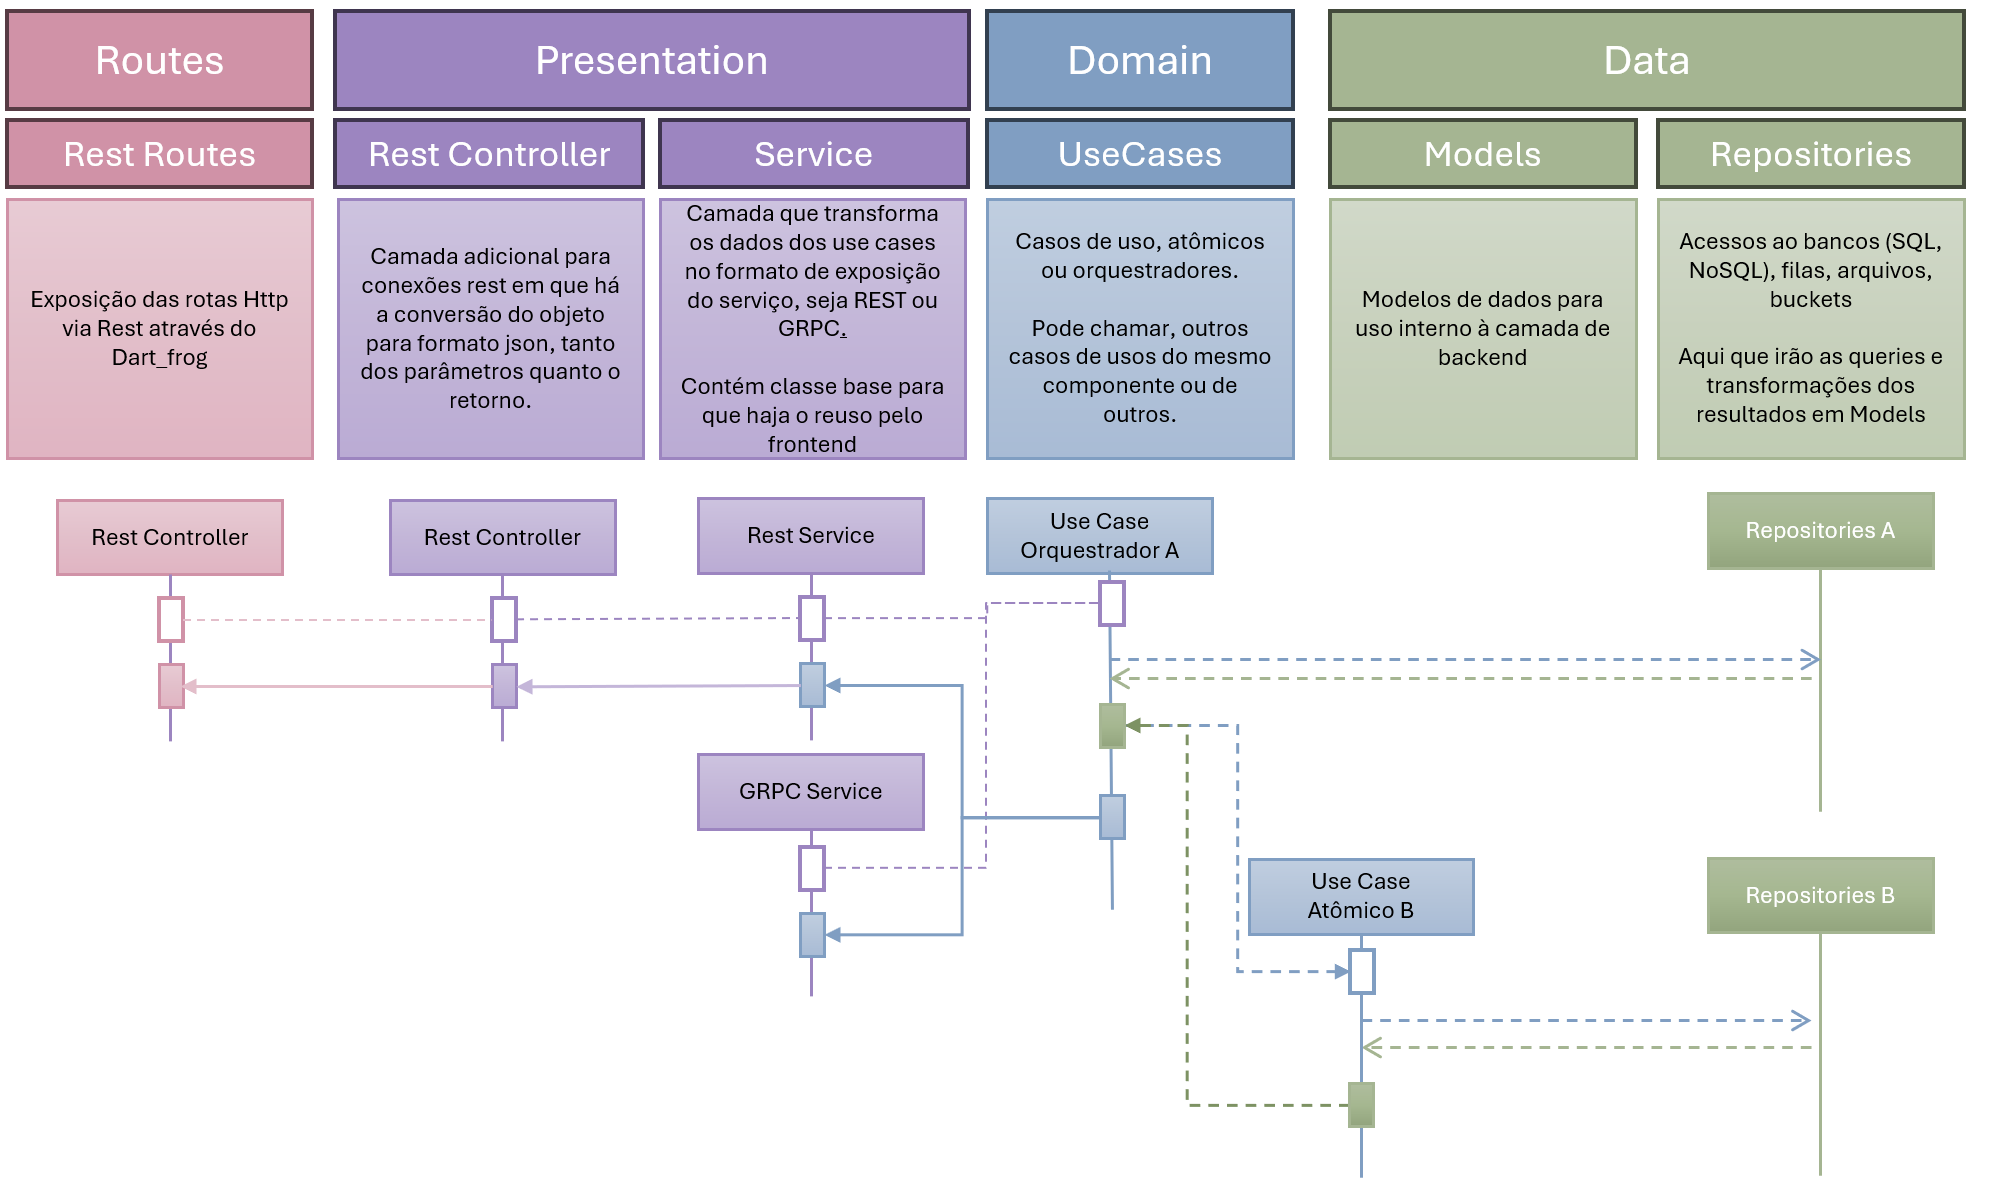 Routes
Presentation
Domain
Data
Rest Routes
Rest Controller
Service
UseCases
Models
Repositories
Exposição das rotas Http
via Rest através do
Dart_frog
Camada adicional para
conexões rest em que há
a conversão do objeto
para formato json, tanto
dos parâmetros quanto o
retorno.
Camada que transforma
os dados dos use cases
no formato de exposição
do serviço, seja REST ou
GRPC.
Contém classe base para
que haja o reuso pelo
frontend
Casos de uso, atômicos
ou orquestradores.
Pode chamar, outros
casos de usos do mesmo
componente ou de
outros.
Modelos de dados para
uso interno à camada de
backend
Acessos ao bancos (SQL,
NoSQL), filas, arquivos,
buckets
Aqui que irão as queries e
transformações dos
resultados em Models
Rest Controller
Rest Controller
Rest Service
Use Case
Orquestrador A
Repositories A
GRPC Service
Use Case
Atômico B
Repositories B